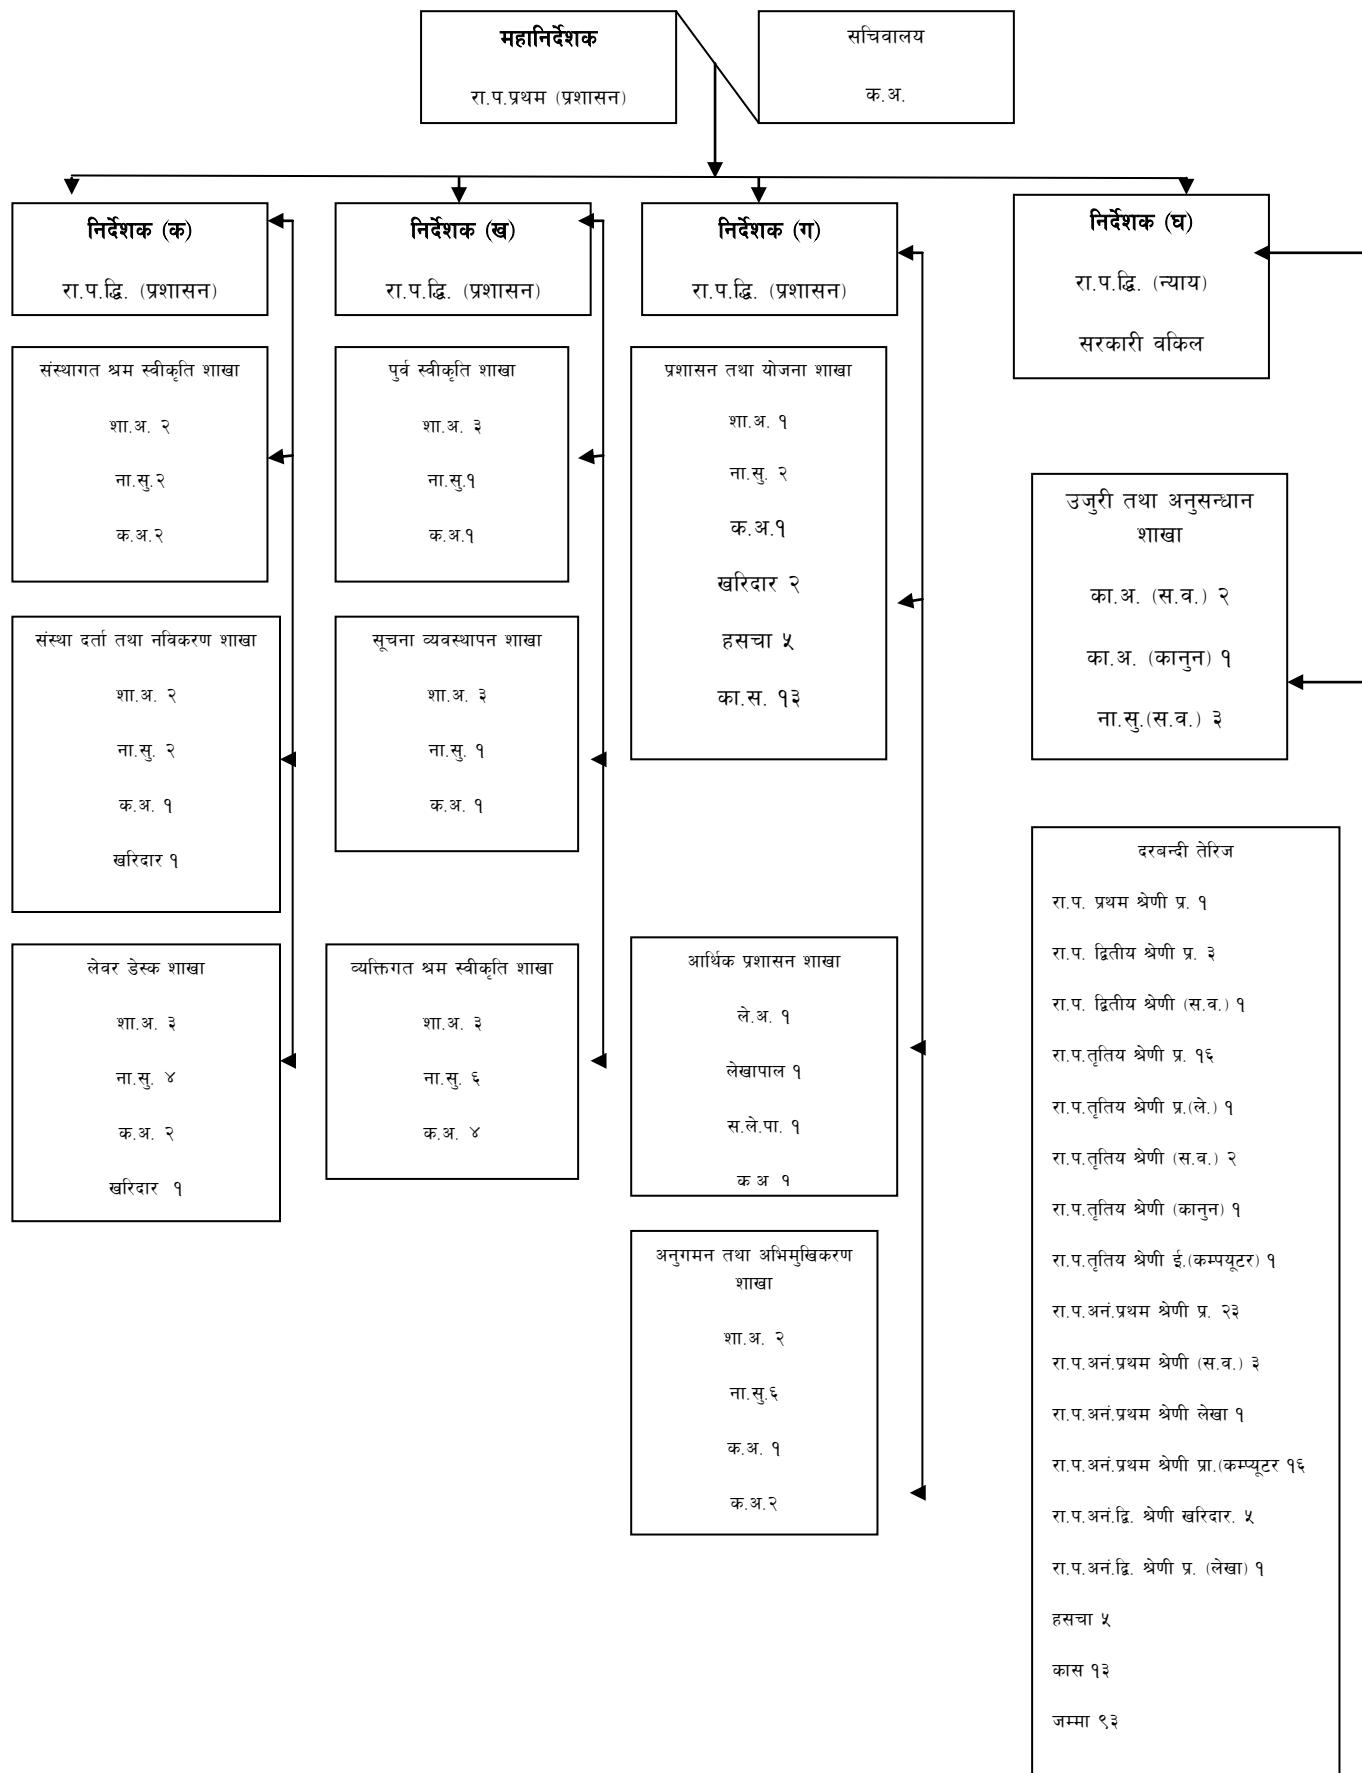 महानिर्देशक
रा.प.प्रथम (प्रशासन)
सचिवालय
क.अ.
निर्देशक (क)
रा.प.द्धि. (प्रशासन)
निर्देशक (ख)
रा.प.द्धि. (प्रशासन)
निर्देशक (ग)
रा.प.द्धि. (प्रशासन)
निर्देशक (घ)
रा.प.द्धि. (न्याय)
सरकारी वकिल
संस्थागत श्रम स्वीकृति शाखा
शा.अ. २
ना.सु.२
क.अ.२
पुर्व स्वीकृति शाखा
शा.अ. ३
ना.सु.१
क.अ.१
प्रशासन तथा योजना शाखा
शा.अ. १
ना.सु. २
क.अ.१
खरिदार २
हसचा ५
का.स. १३
उजुरी तथा अनुसन्धान
शाखा
का.अ. (स.व.) २
का.अ. (कानुन) १
ना.सु.(स.व.) ३
संस्था दर्ता तथा नविकरण शाखा
शा.अ. २
ना.सु. २
क.अ. १
खरिदार १
सूचना व्यवस्थापन शाखा
शा.अ. ३
ना.सु. १
क.अ. १
लेवर डेस्क शाखा
शा.अ. ३
ना.सु. ४
क.अ. २
खरिदार १
व्यक्तिगत श्रम स्वीकृति शाखा
शा.अ. ३
ना.सु. ६
क.अ. ४
आर्थिक प्रशासन शाखा
ले.अ. १
लेखापाल १
स.ले.पा. १
क अ १
अनुगमन तथा अभिमुखिकरण
शाखा
शा.अ. २
ना.सु.६
क.अ. १
क.अ.२
दरबन्दी तेरिज
रा.प. प्रथम श्रेणी प्र. १
रा.प. द्वितीय श्रेणी प्र. ३
रा.प. द्वितीय श्रेणी (स.व.) १
रा.प.तृतिय श्रेणी प्र. १६
रा.प.तृतिय श्रेणी प्र.(ले.) १
रा.प.तृतिय श्रेणी (स.व.) २
रा.प.तृतिय श्रेणी (कानुन) १
रा.प.तृतिय श्रेणी ई.(कम्पयूटर) १
रा.प.अनं.प्रथम श्रेणी प्र. २३
रा.प.अनं.प्रथम श्रेणी (स.व.) ३
रा.प.अनं.प्रथम श्रेणी लेखा १
रा.प.अनं.प्रथम श्रेणी प्रा.(कम्प्यूटर १६
रा.प.अनं.द्वि. श्रेणी खरिदार. ५
रा.प.अनं.द्वि. श्रेणी प्र. (लेखा) १
हसचा ५
कास १३
जम्मा ९३